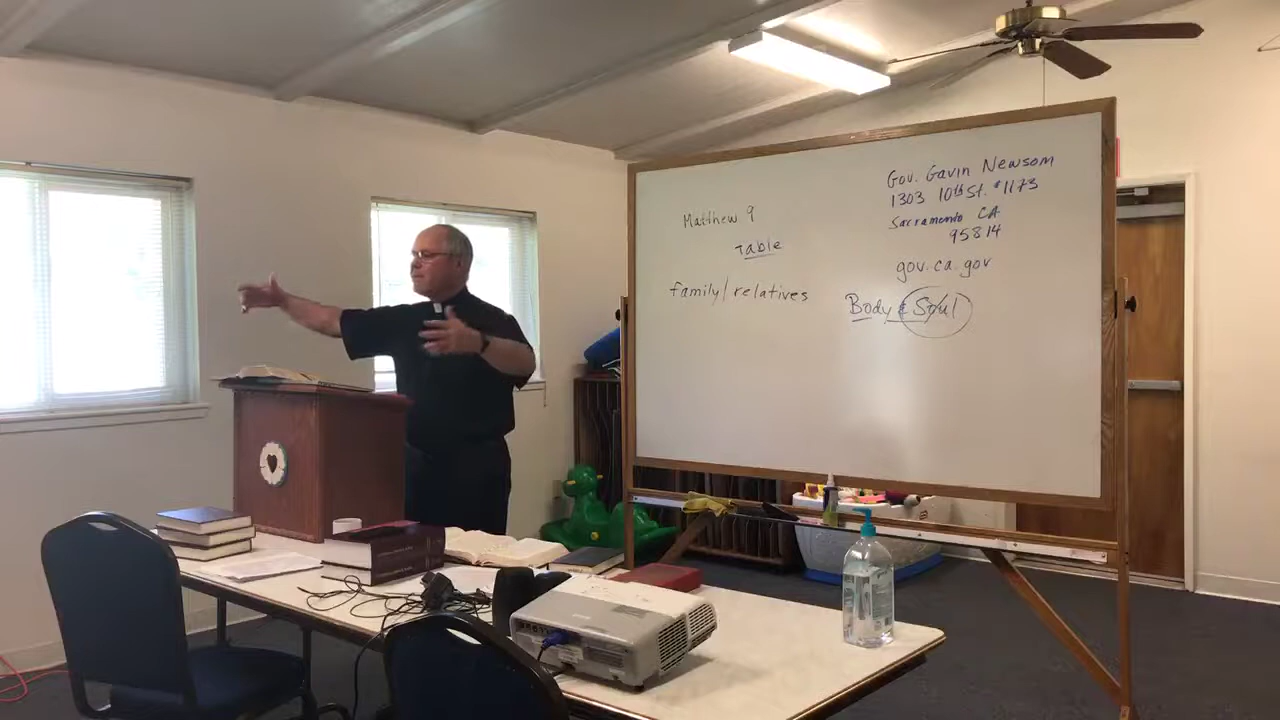 Matthew 9
Table
family/relatives
Gov. Gavin Newsom
1303 10th St. #1173
Sacramento CA
95814
gov.ca.gov
Body & Soul